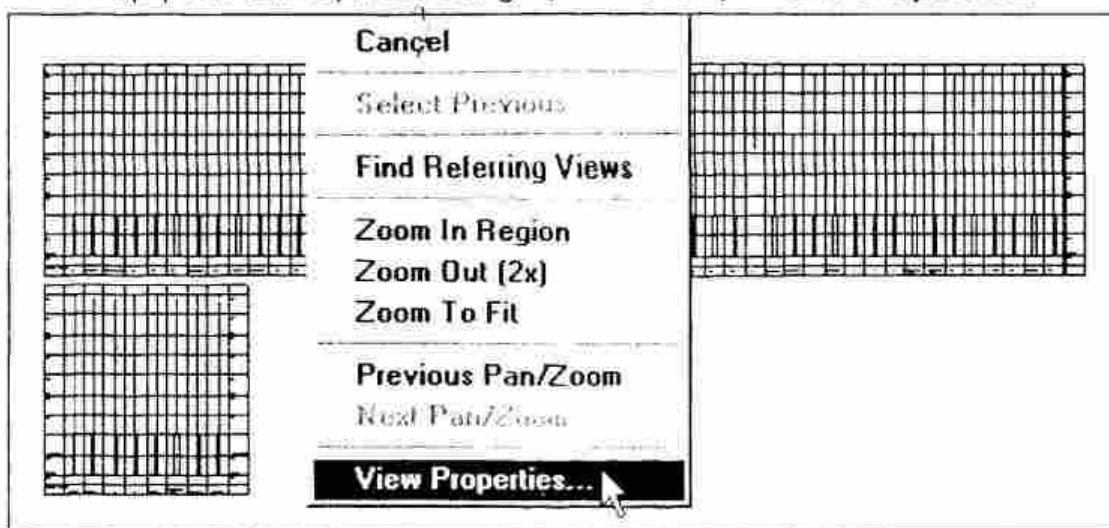 Cancel
Select Previous
Find Referring Views
Zoom In Region
Zoom Out (2x)
Zoom To Fit
Previous Pan/Zoom
Next Pan/Zoom
View Properties...